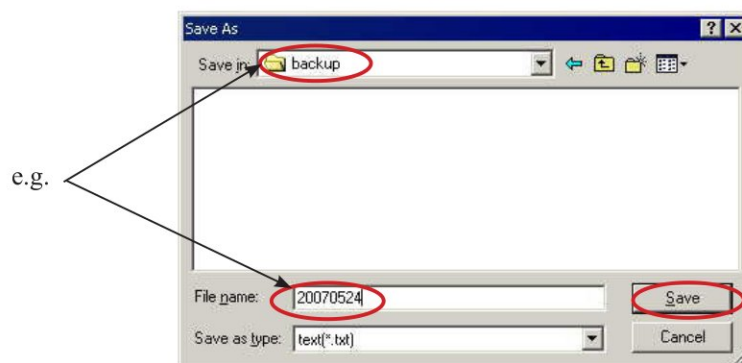 Save As
Save in: backup
e.g.
File name: 20070524
Save
Save as type: text(*.txt)
Cancel